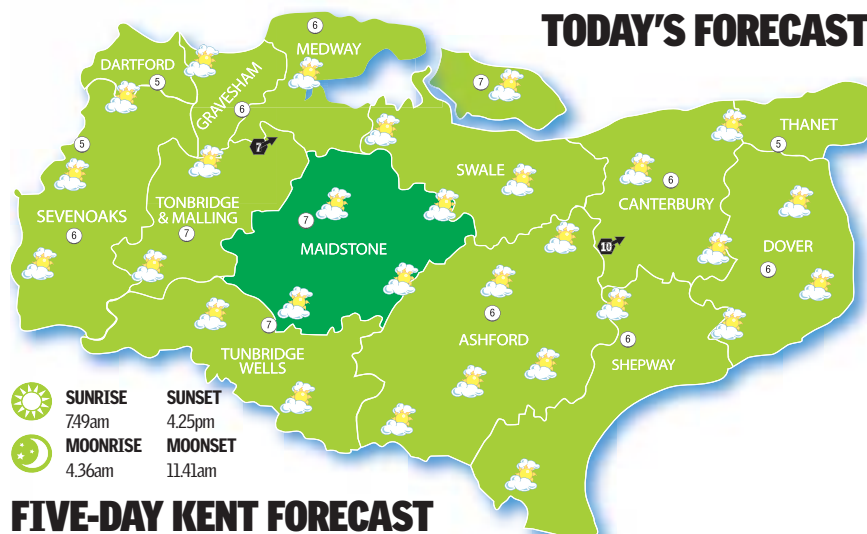 TODAY'S FORECAST
6
MEDWAY
DARTFORD
5
7
GRAVESHAM
6
THANET
5
5
7
SWALE
6
CANTERBURY
TONBRIDGE
& MALLING
7
SEVENOAKS
6
7
MAIDSTONE
10
DOVER
6
6
ASHFORD
7
TUNBRIDGE
WELLS
6
SHEPWAY
SUNRISE SUNSET
7.49am 4.25pm
MOONRISE MOONSET
4.36am 11.41am
FIVE-DAY KENT FORECAST